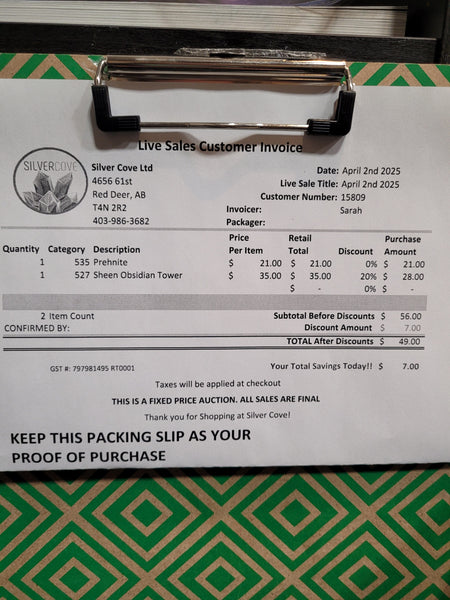 Live Sales Customer Invoice
SILVERCOVE
Silver Cove Ltd
4656 61st
Red Deer, AB
T4N 2R2
403-986-3682
Date: April 2nd 2025
Live Sale Title: April 2nd 2025
Customer Number: 15809
Invoicer: Sarah
Packager:
Quantity Category Description Price Per Item Retail Total Discount Purchase Amount
1 535 Prehnite $ 21.00 $ 21.00 0% $ 21.00
1 527 Sheen Obsidian Tower $ 35.00 $ 35.00 20% $ 28.00
$ - 0% $ -
2 Item Count Subtotal Before Discounts $ 56.00
CONFIRMED BY: Discount Amount $ 7.00
TOTAL After Discounts $ 49.00
GST #: 797981495 RT0001 Your Total Savings Today!! $ 7.00
Taxes will be applied at checkout
THIS IS A FIXED PRICE AUCTION. ALL SALES ARE FINAL
Thank you for Shopping at Silver Cove!
KEEP THIS PACKING SLIP AS YOUR
PROOF OF PURCHASE